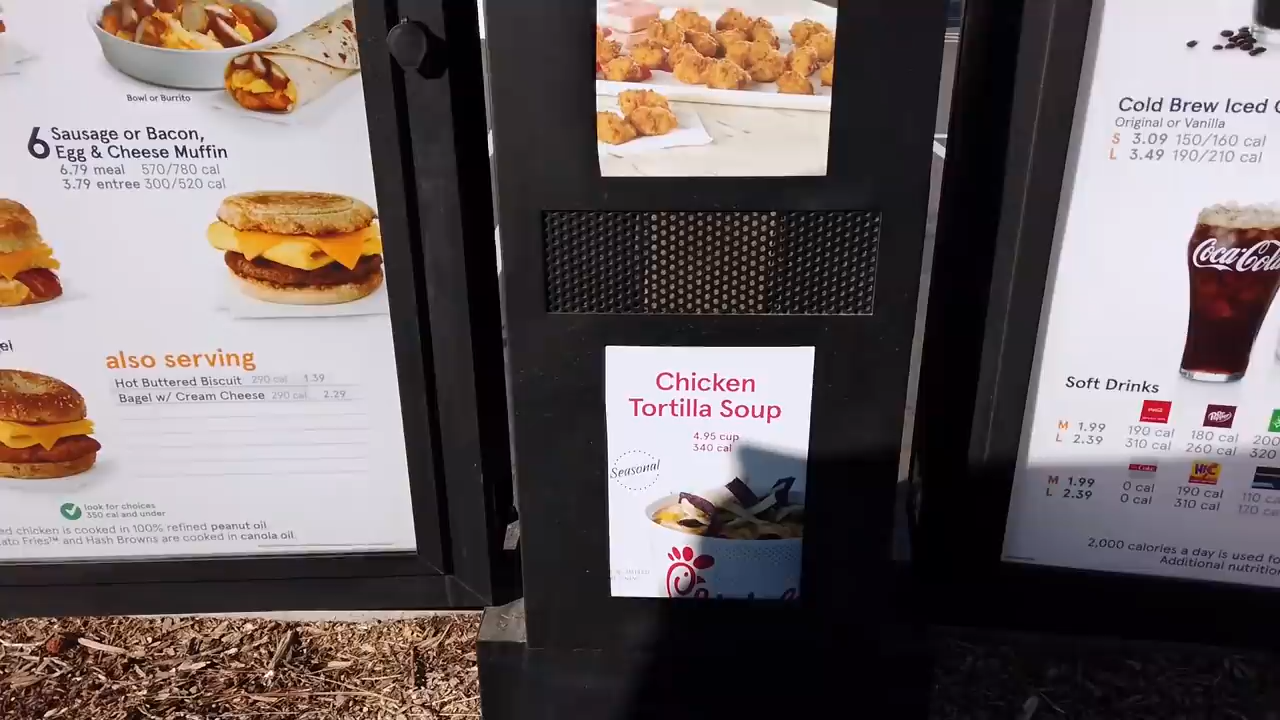 Bowl or Burrito
6 Sausage or Bacon,
Egg & Cheese Muffin
6.79 meal 570/780 cal
3.79 entree 300/520 cal
also serving
Hot Buttered Biscuit 290 cal 1.39
Bagel w/ Cream Cheese 290 cal 2.29
look for choices
350 cal and under
chicken is cooked in 100% refined peanut oil.
Fries™ and Hash Browns are cooked in canola oil.
Chicken
Tortilla Soup
4.95 cup
340 cal
Seasonal
Cold Brew Iced
Original or Vanilla
S 3.09 150/160 cal
L 3.49 190/210 cal
Coca-Cola
Soft Drinks
M 1.99 190 cal 180 cal 200
L 2.39 310 cal 260 cal 320
M 1.99 0 cal 190 cal 110 cal
L 2.39 0 cal 310 cal 170 cal
2,000 calories a day is used
Additional